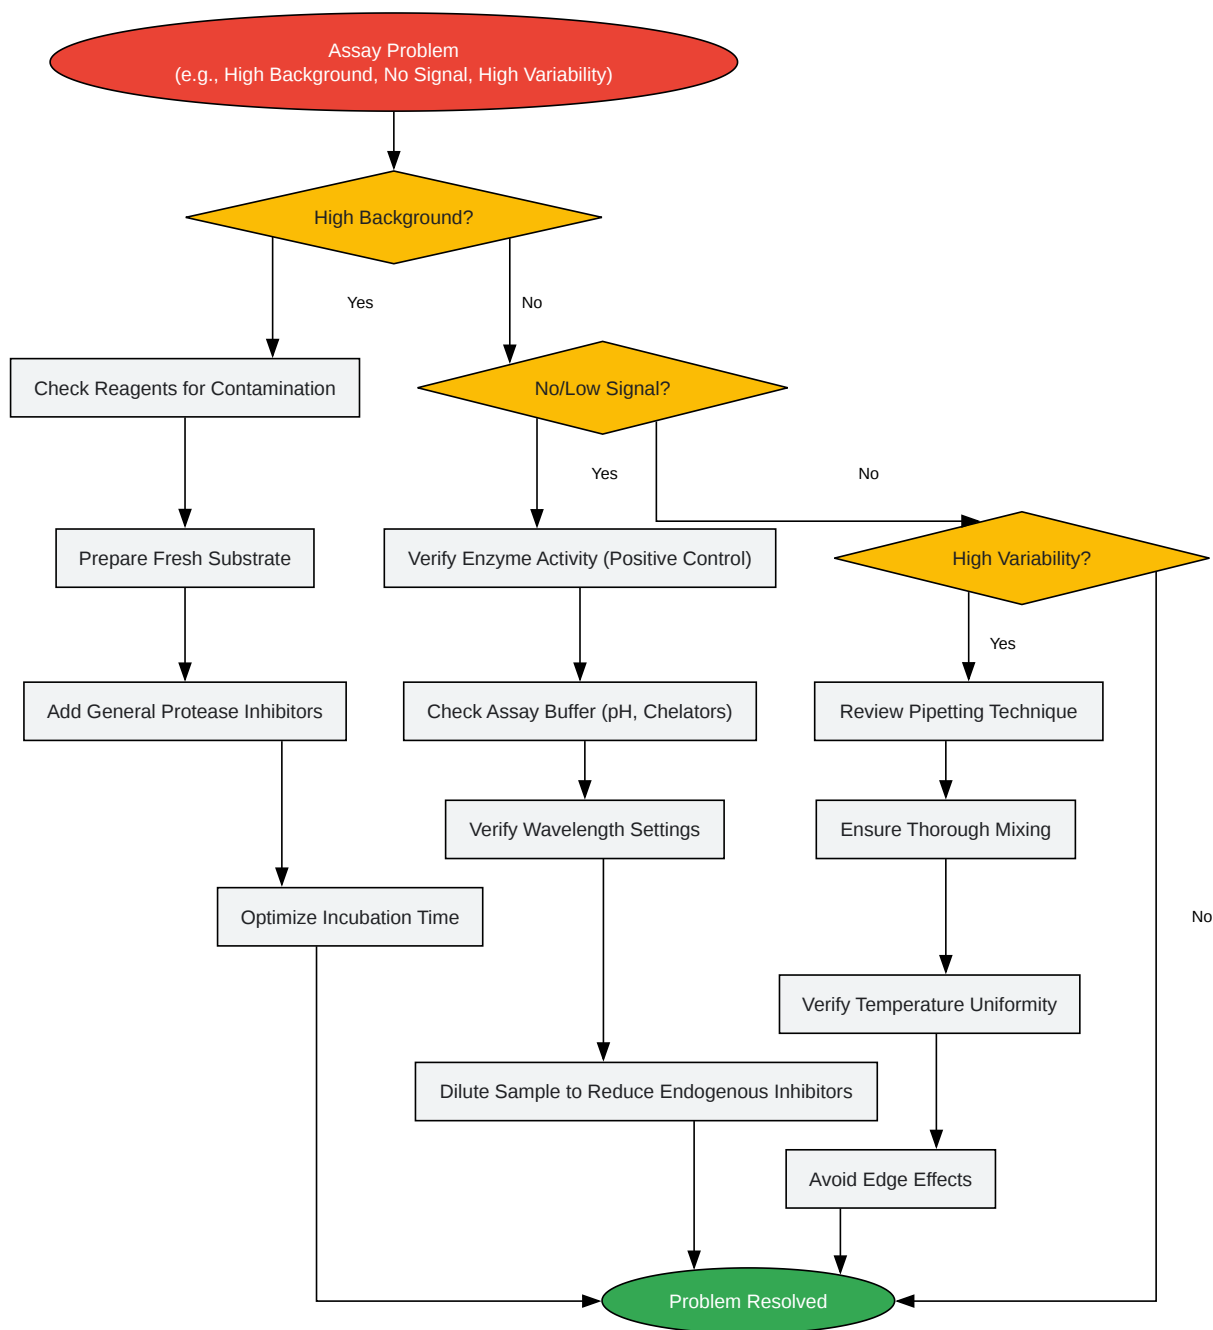 Assay Problem
(e.g., High Background, No Signal, High Variability)
High Background?
Yes
No
Check Reagents for Contamination
No/Low Signal?
Yes
No
Prepare Fresh Substrate
Verify Enzyme Activity (Positive Control)
High Variability?
Yes
Add General Protease Inhibitors
Check Assay Buffer (pH, Chelators)
Review Pipetting Technique
Verify Wavelength Settings
Ensure Thorough Mixing
Optimize Incubation Time
No
Verify Temperature Uniformity
Dilute Sample to Reduce Endogenous Inhibitors
Avoid Edge Effects
Problem Resolved